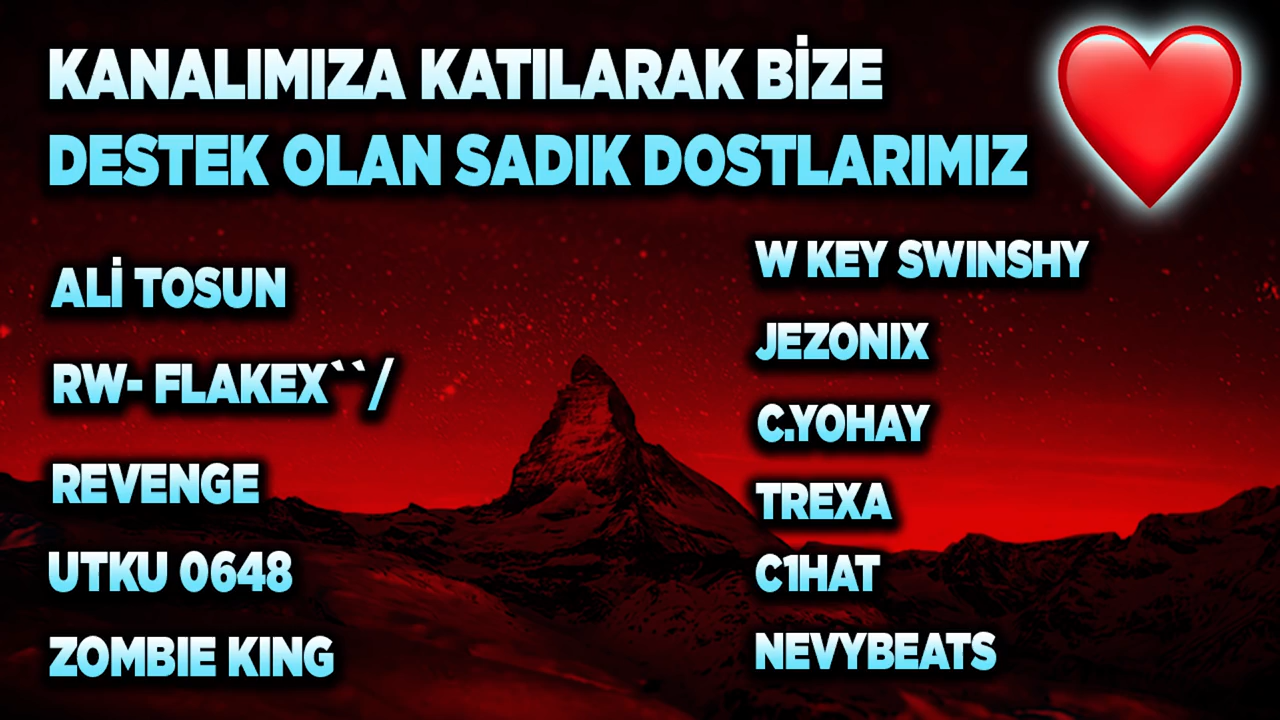 KANALIMIZA KATILARAK BİZE
DESTEK OLAN SADIK DOSTLARIMIZ
ALİ TOSUN
RW- FLAKEX``/
REVENGE
UTKU 0648
ZOMBIE KING
W KEY SWINSHY
JEZONIX
C.YOHAY
TREXA
C1HAT
NEVYBEATS